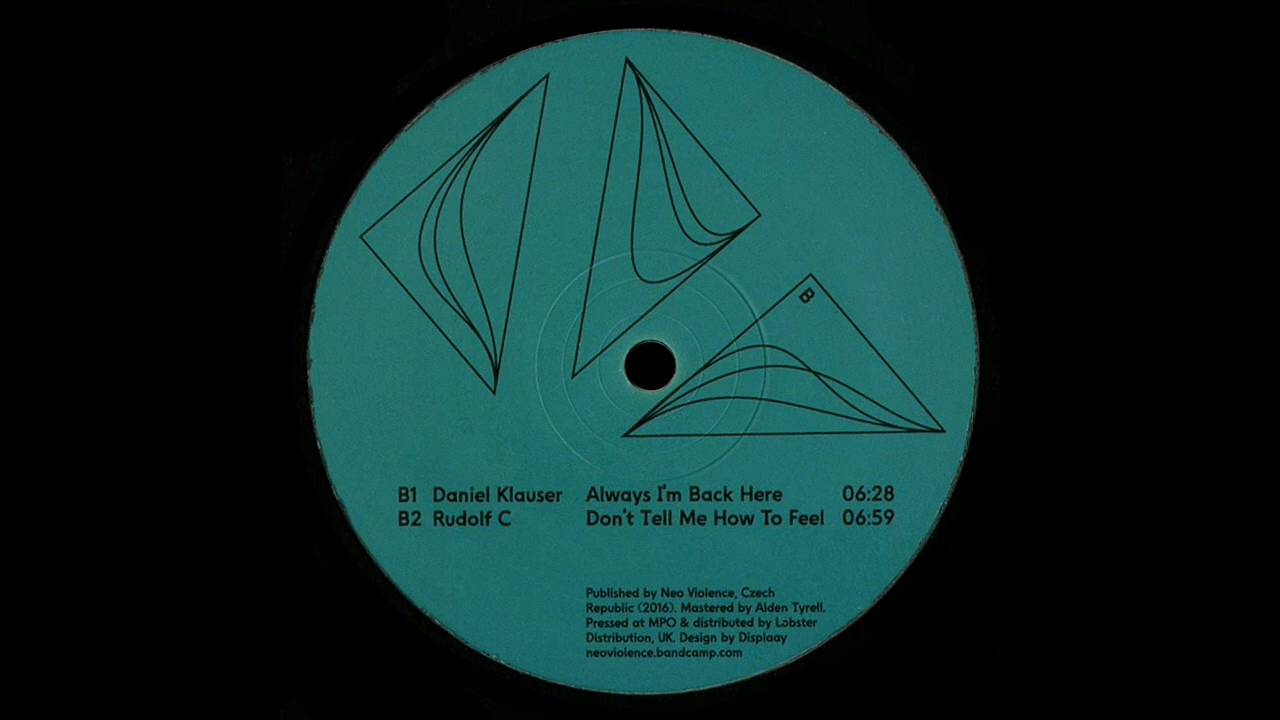 B
B1 Daniel Klauser Always I'm Back Here 06:28
B2 Rudolf C Don't Tell Me How To Feel 06:59
Published by Neo Violence, Czech
Republic (2016). Mastered by Alden Tyrell.
Pressed at MPO & distributed by Lobster
Distribution, UK. Design by Displaay
neoviolence.bandcamp.com